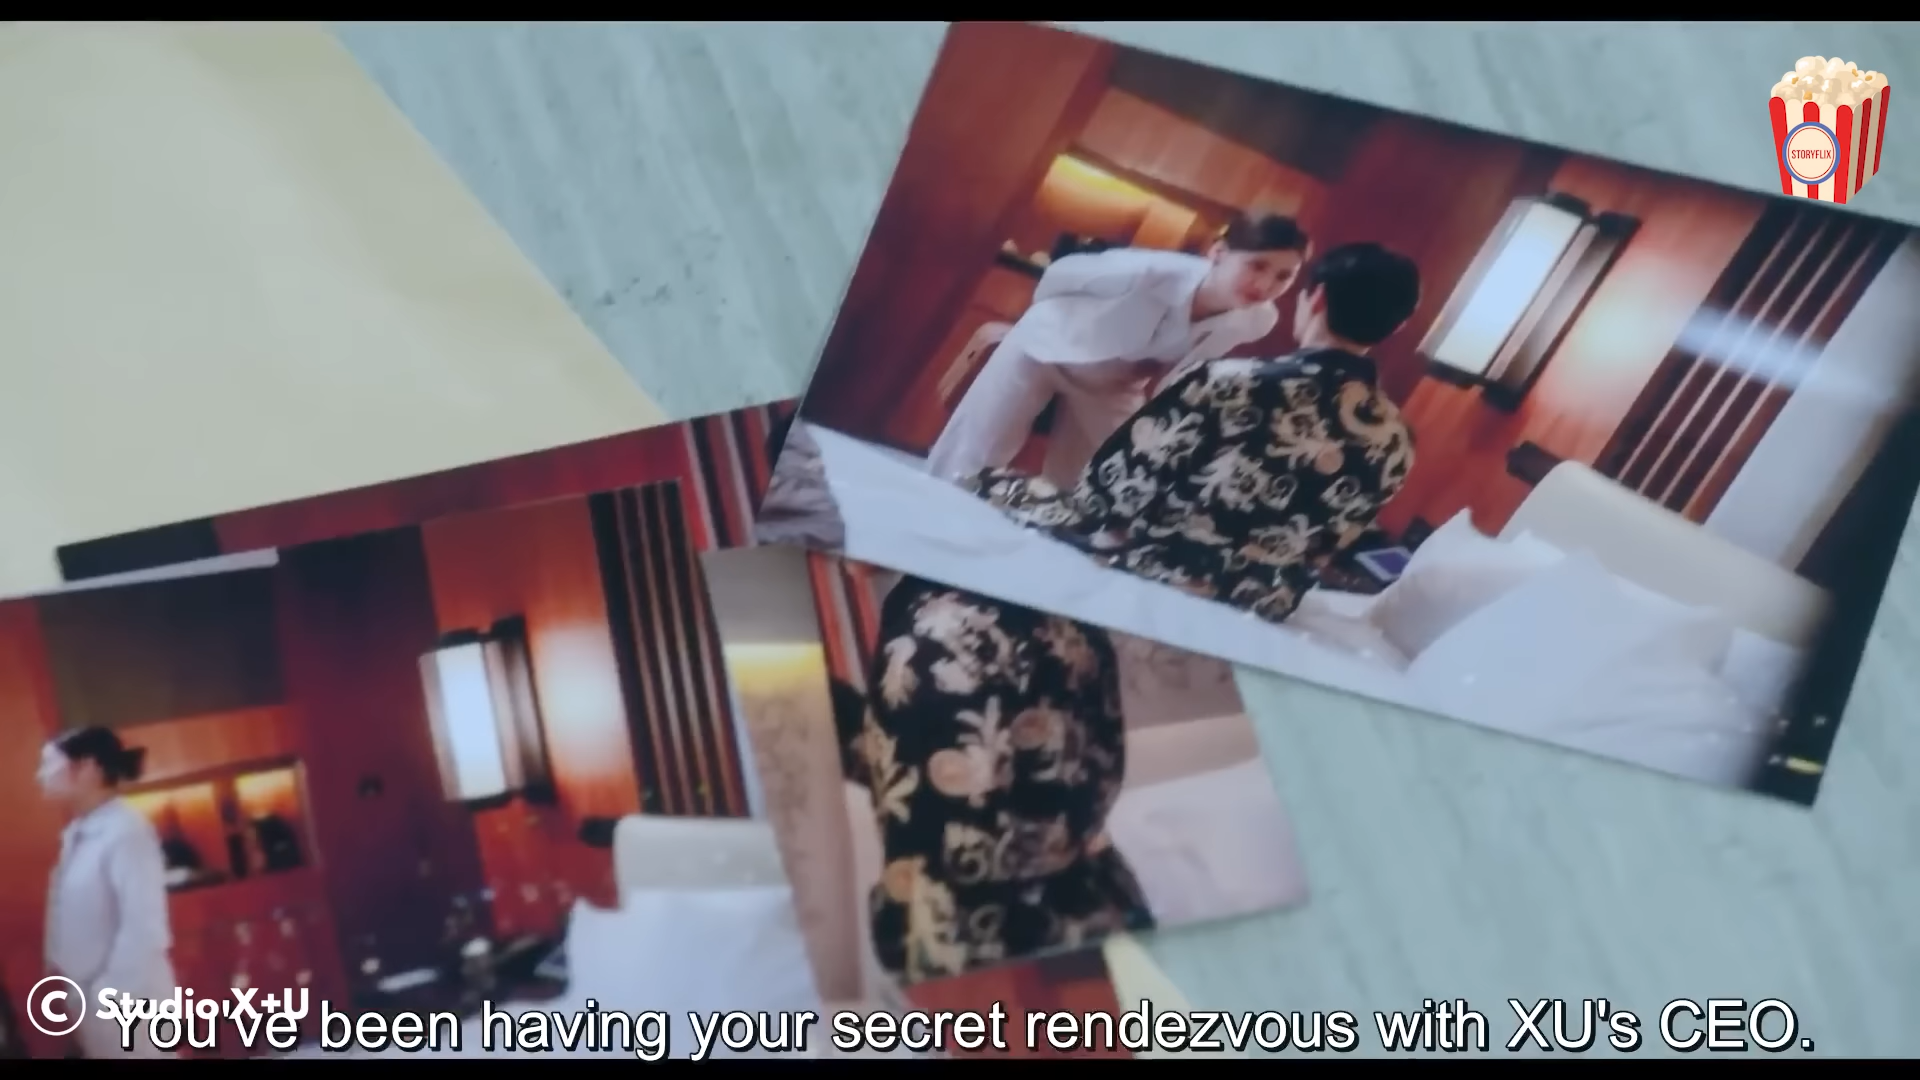 STORYFLIX
© Studio X+U
You've been having your secret rendezvous with XU's CEO.